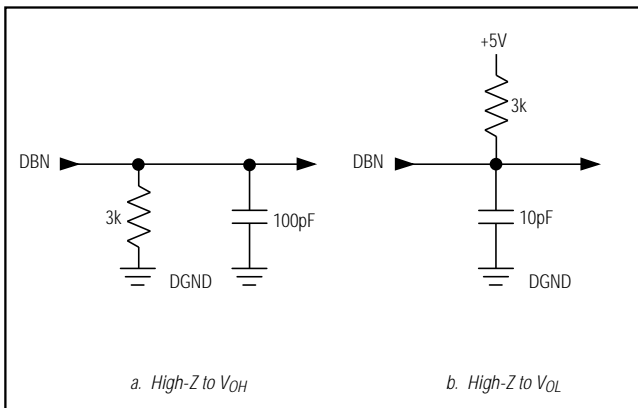 +5V
3k
DBN
DBN
3k
100pF
10pF
DGND
DGND
a. High-Z to VOH
b. High-Z to VOL